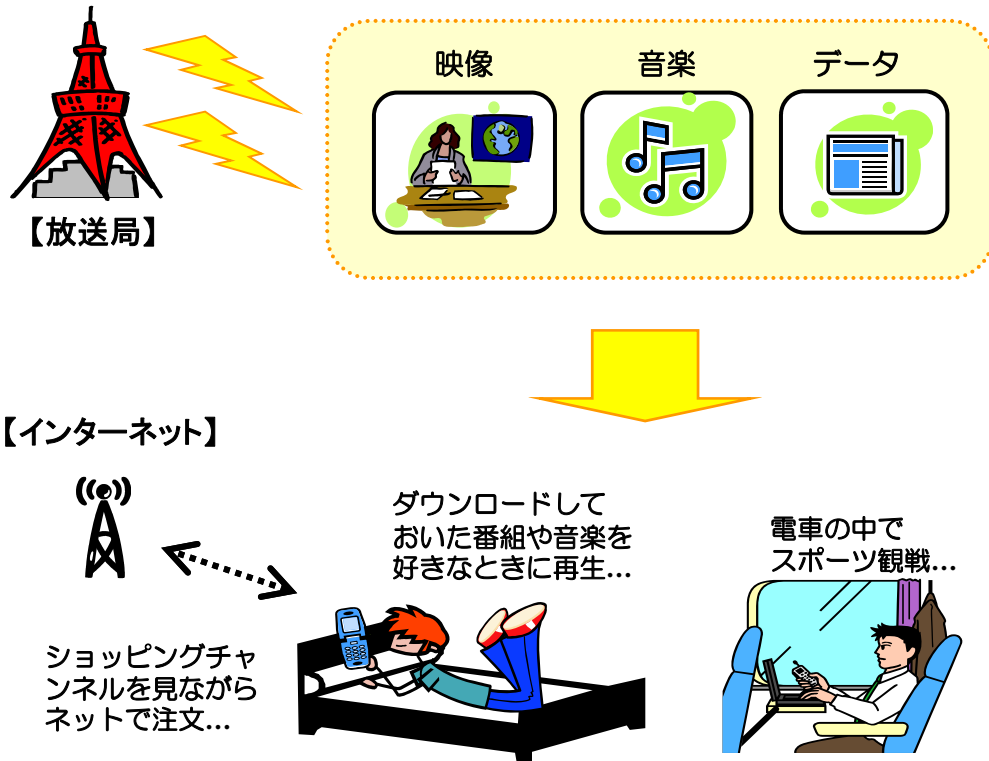 映像
音楽
データ
【放送局】
【インターネット】
ダウンロードして
おいた番組や音楽を
好きなときに再生...
電車の中で
スポーツ観戦...
ショッピングチャ
ンネルを見ながら
ネットで注文...